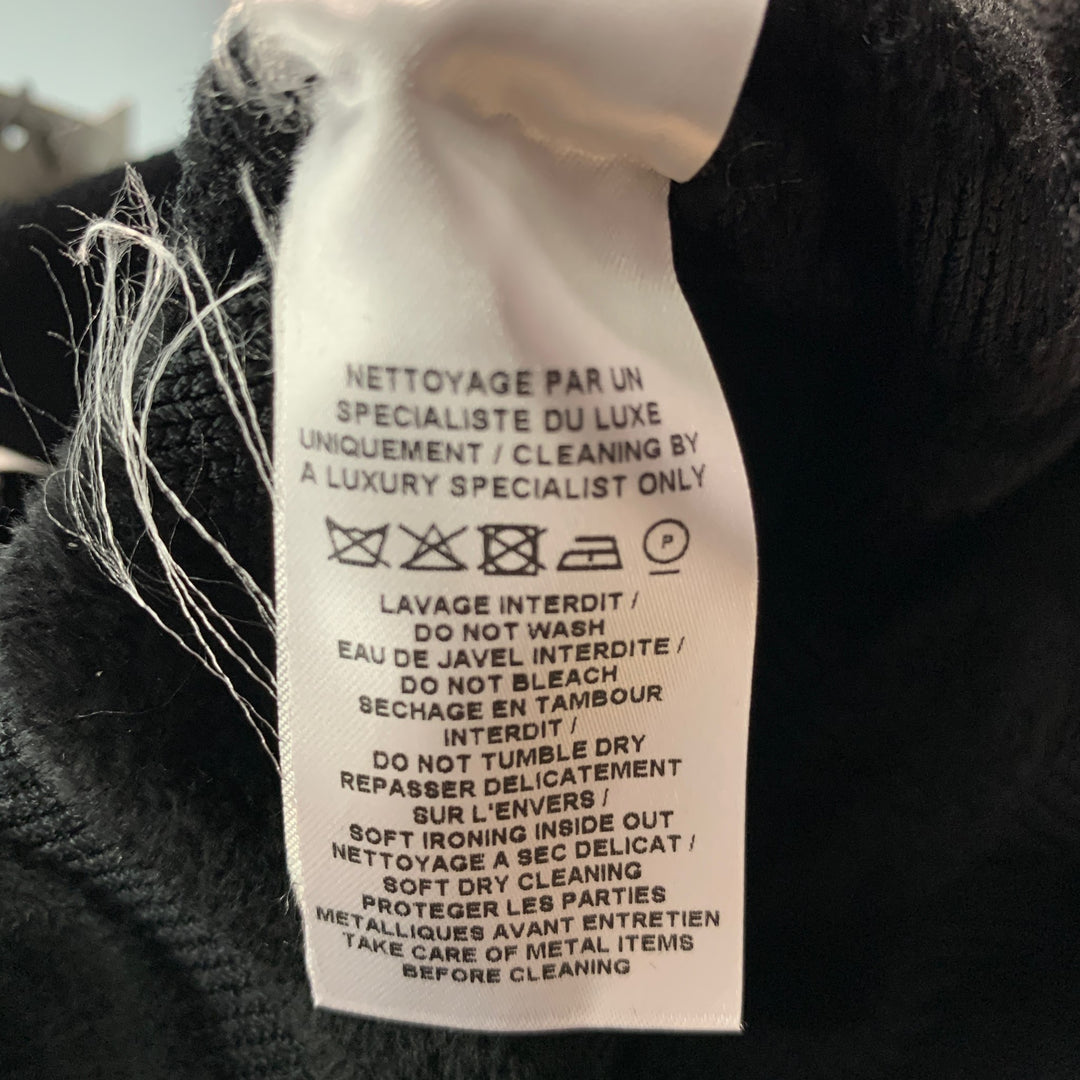 NETTOYAGE PAR UN
SPECIALISTE DU LUXE
UNIQUEMENT / CLEANING BY
A LUXURY SPECIALIST ONLY
P
LAVAGE INTERDIT /
DO NOT WASH
EAU DE JAVEL INTERDITE /
DO NOT BLEACH
SECHAGE EN TAMBOUR
INTERDIT /
DO NOT TUMBLE DRY
REPASSER DELICATEMENT
SUR L'ENVERS /
SOFT IRONING INSIDE OUT
NETTOYAGE A SEC DELICAT /
SOFT DRY CLEANING
PROTEGER LES PARTIES
METALLIQUES AVANT ENTRETIEN
TAKE CARE OF METAL ITEMS
BEFORE CLEANING